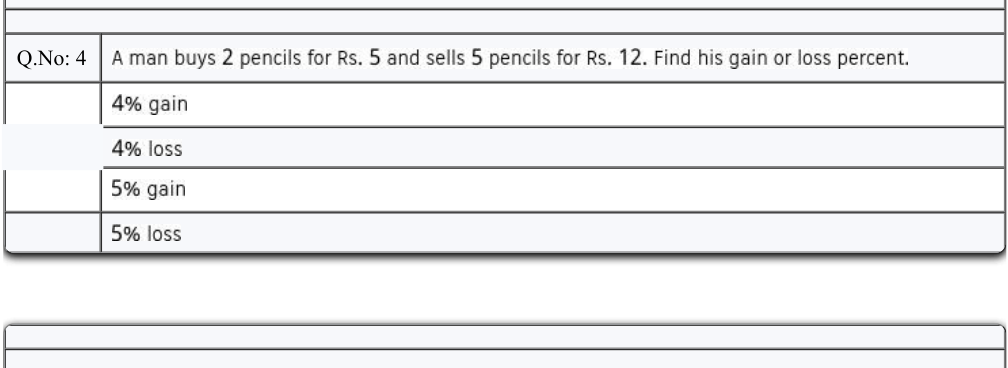 Q.No: 4 A man buys 2 pencils for Rs. 5 and sells 5 pencils for Rs. 12. Find his gain or loss percent.
4% gain
4% loss
5% gain
5% loss